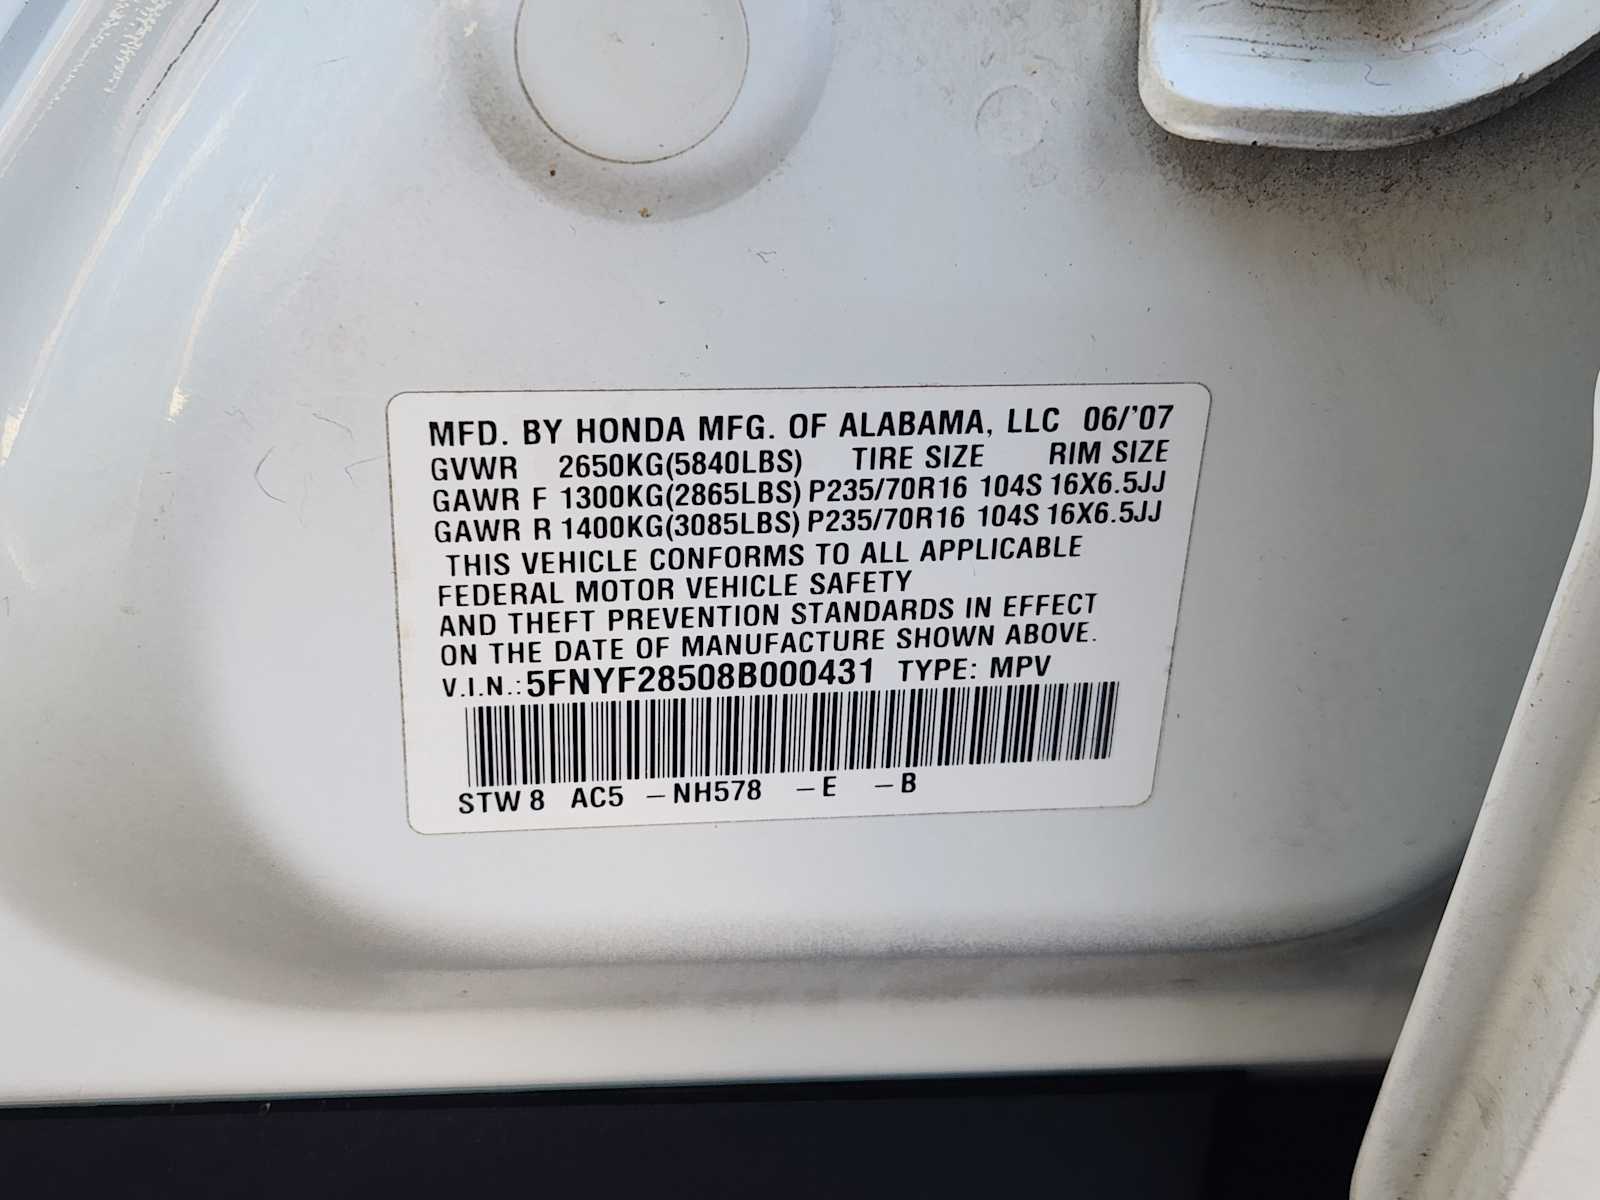 MFD. BY HONDA MFG. OF ALABAMA, LLC 06/'07
GVWR 2650KG(5840LBS) TIRE SIZE RIM SIZE
GAWR F 1300KG(2865LBS) P235/70R16 104S 16X6.5JJ
GAWR R 1400KG(3085LBS) P235/70R16 104S 16X6.5JJ
THIS VEHICLE CONFORMS TO ALL APPLICABLE
FEDERAL MOTOR VEHICLE SAFETY
AND THEFT PREVENTION STANDARDS IN EFFECT
ON THE DATE OF MANUFACTURE SHOWN ABOVE.
V.I.N.: 5FNYF28508B000431 TYPE: MPV
STW 8 AC5 –NH578 –E –B